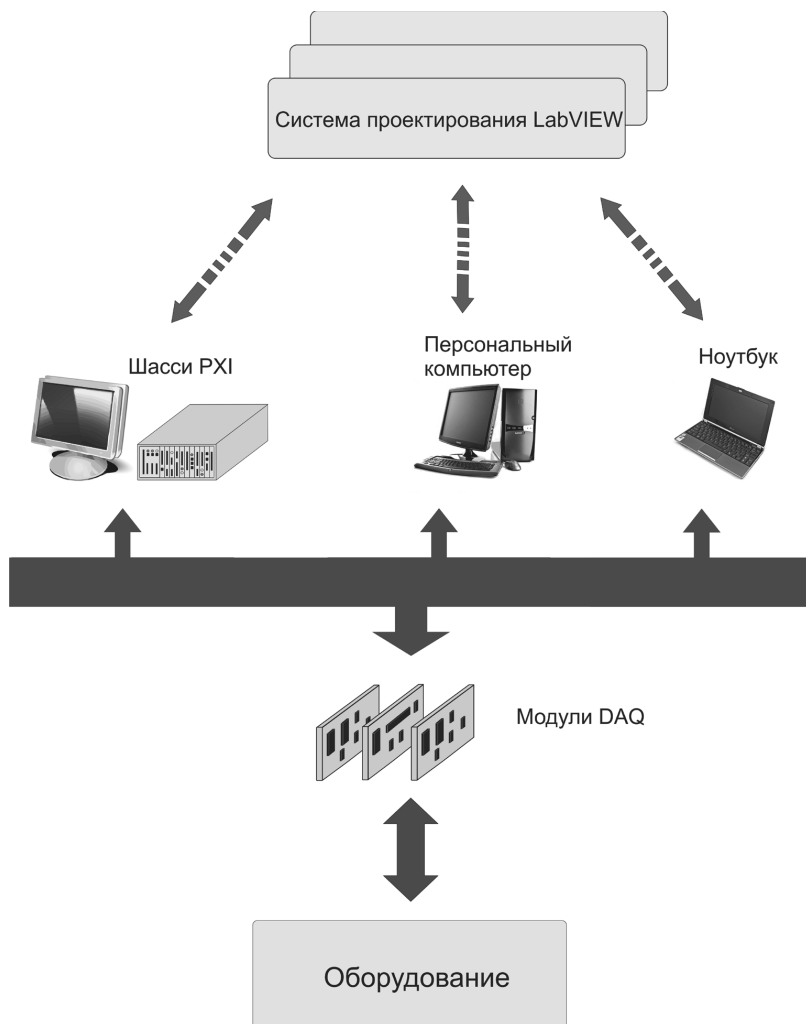 Система проектирования LabVIEW
Шасси PXI
Персональный
компьютер
Ноутбук
Модули DAQ
Оборудование